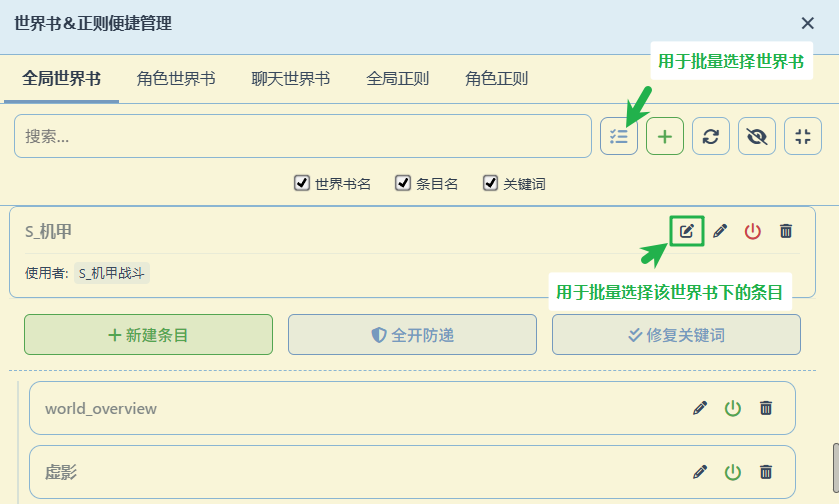 世界书＆正则便捷管理
用于批量选择世界书
全局世界书 角色世界书 聊天世界书 全局正则 角色正则
搜索...
世界书名 条目名 关键词
S_机甲
使用者: S_机甲战斗
用于批量选择该世界书下的条目
新建条目 全开防递 修复关键词
world_overview
虚影